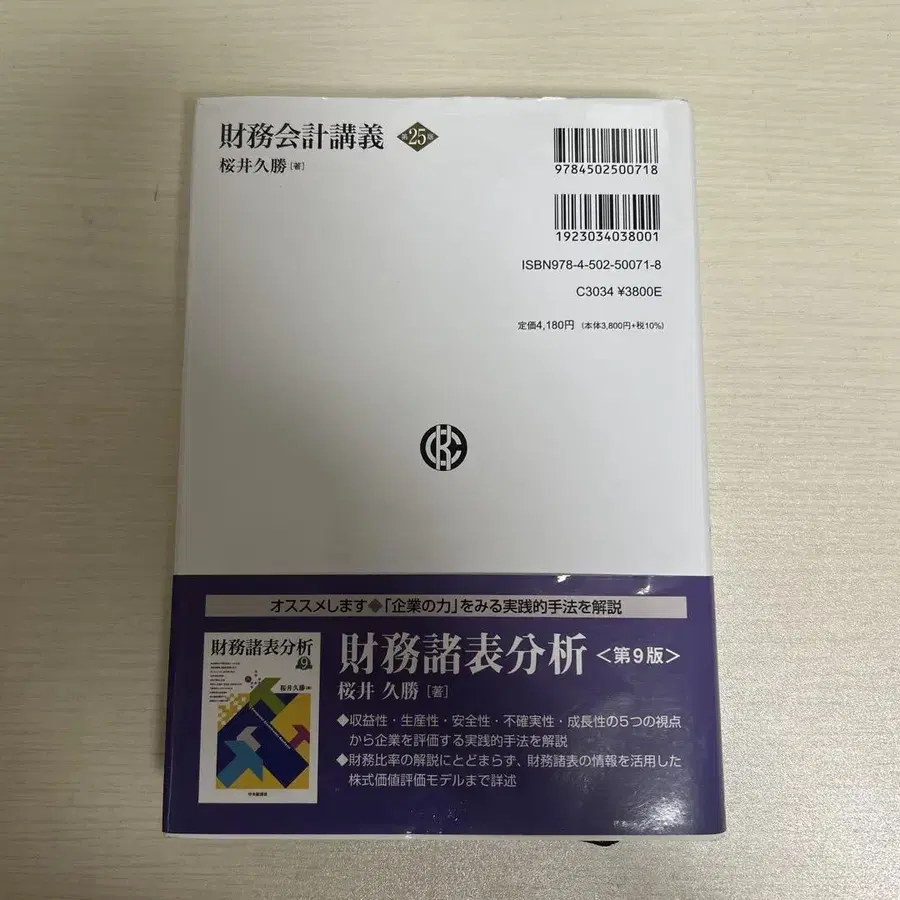 財務会計講義 第25版
桜井久勝[著]
9784502500718
1923034038001
ISBN978-4-502-50071-8
C3034 ¥3800E
定価4,180円 (本体3,800円+税10%)
オススメします◆「企業の力」をみる実践的手法を解説
財務諸表分析〈第9版〉
桜井 久勝[著]
◆収益性・生産性・安全性・不確実性・成長性の5つの視点
から企業を評価する実践的手法を解説
◆財務比率の解説にとどまらず、財務諸表の情報を活用した
株式価値評価モデルまで詳述
財務諸表分析
9
桜井久勝
中央経済社